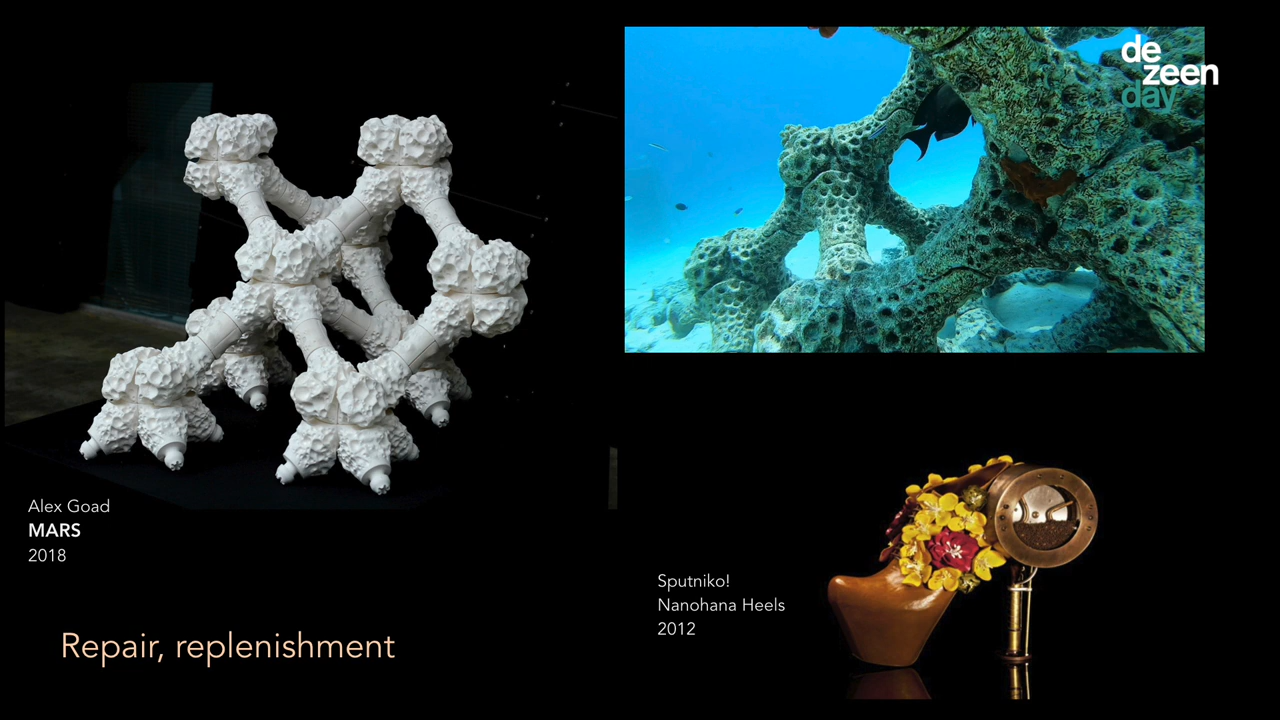 de
zeen
day
Alex Goad
MARS
2018
Sputniko!
Nanohana Heels
2012
Repair, replenishment